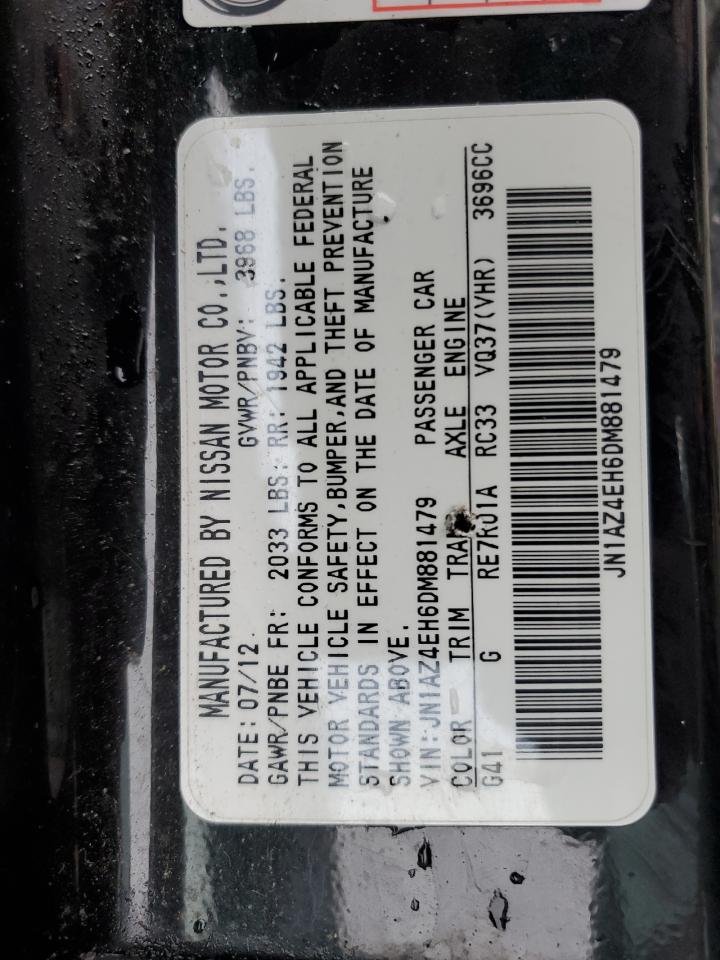 MANUFACTURED BY NISSAN MOTOR CO.,LTD.
DATE: 07/12 GVWR/PNBV: 3968 LBS.
GAWR/PNBE FR: 2033 LBS: RR: 1942 LBS.
THIS VEHICLE CONFORMS TO ALL APPLICABLE FEDERAL
MOTOR VEHICLE SAFETY,BUMPER,AND THEFT PREVENTION
STANDARDS IN EFFECT ON THE DATE OF MANUFACTURE
SHOWN ABOVE.
VIN:JN1AZ4EH6DM881479 PASSENGER CAR
COLOR TRIM AXLE ENGINE
G41 G RE7R01A RC33 VQ37(VHR) 3696CC
JN1AZ4EH6DM881479